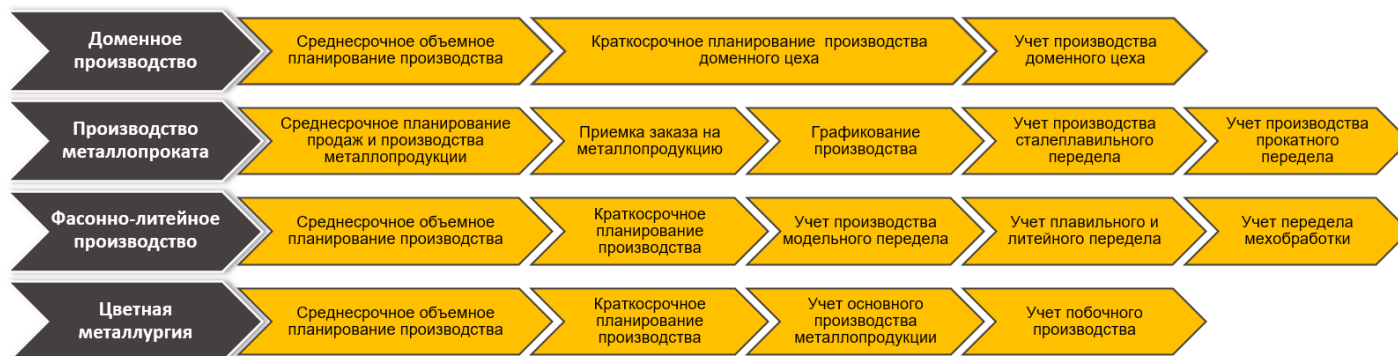 Доменное
производство
Среднесрочное объемное
планирование производства
Краткосрочное планирование производства
доменного цеха
Учет производства
доменного цеха
Производство
металлопроката
Среднесрочное планирование
продаж и производства
металлопродукции
Приемка заказа на
металлопродукцию
Графикование
производства
Учет производства
сталеплавильного
передела
Учет производства
прокатного
передела
Фасонно-литейное
производство
Среднесрочное объемное
планирование производства
Краткосрочное
планирование
производства
Учет производства
модельного передела
Учет плавильного и
литейного передела
Учет передела
мехобработки
Цветная
металлургия
Среднесрочное объемное
планирование производства
Краткосрочное
планирование
производства
Учет основного
производства
металлопродукции
Учет побочного
производства